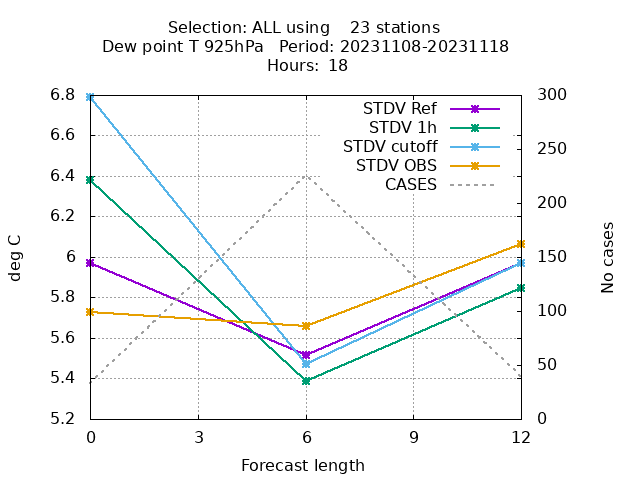 Selection: ALL using    23 stations
Dew point T 925hPa   Period: 20231108-20231118
Hours:  18
STDV Ref
STDV 1h
STDV cutoff
STDV OBS
CASES
deg C
6.8
6.6
6.4
6.2
6
5.8
5.6
5.4
5.2
300
250
200
150
100
50
0
No cases
0 3 6 9 12
Forecast length